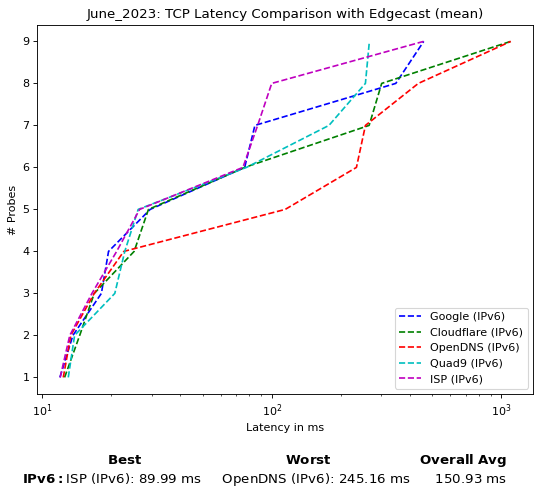 June_2023: TCP Latency Comparison with Edgecast (mean)
# Probes
9
8
7
6
5
4
3
2
1
Google (IPv6)
Cloudflare (IPv6)
OpenDNS (IPv6)
Quad9 (IPv6)
ISP (IPv6)
10¹ 10² 10³
Latency in ms
Best Worst Overall Avg
IPv6: ISP (IPv6): 89.99 ms OpenDNS (IPv6): 245.16 ms 150.93 ms